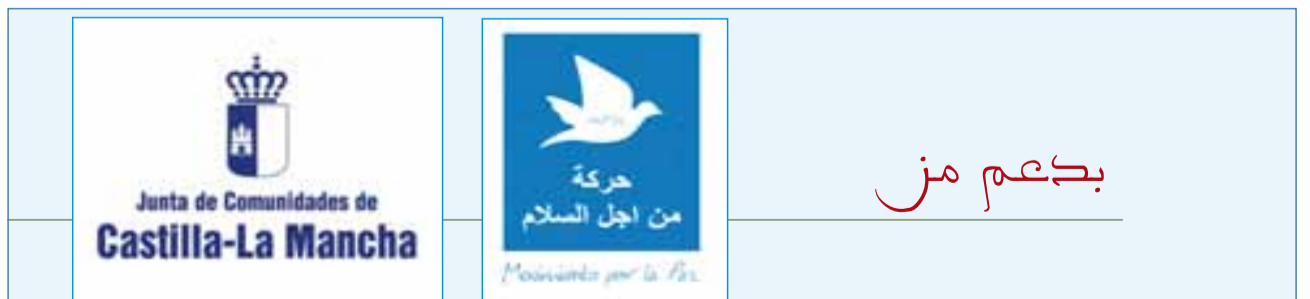 بدعم من
حركة
من اجل السلام
Movimiento por la Paz
Junta de Comunidades de
Castilla-La Mancha